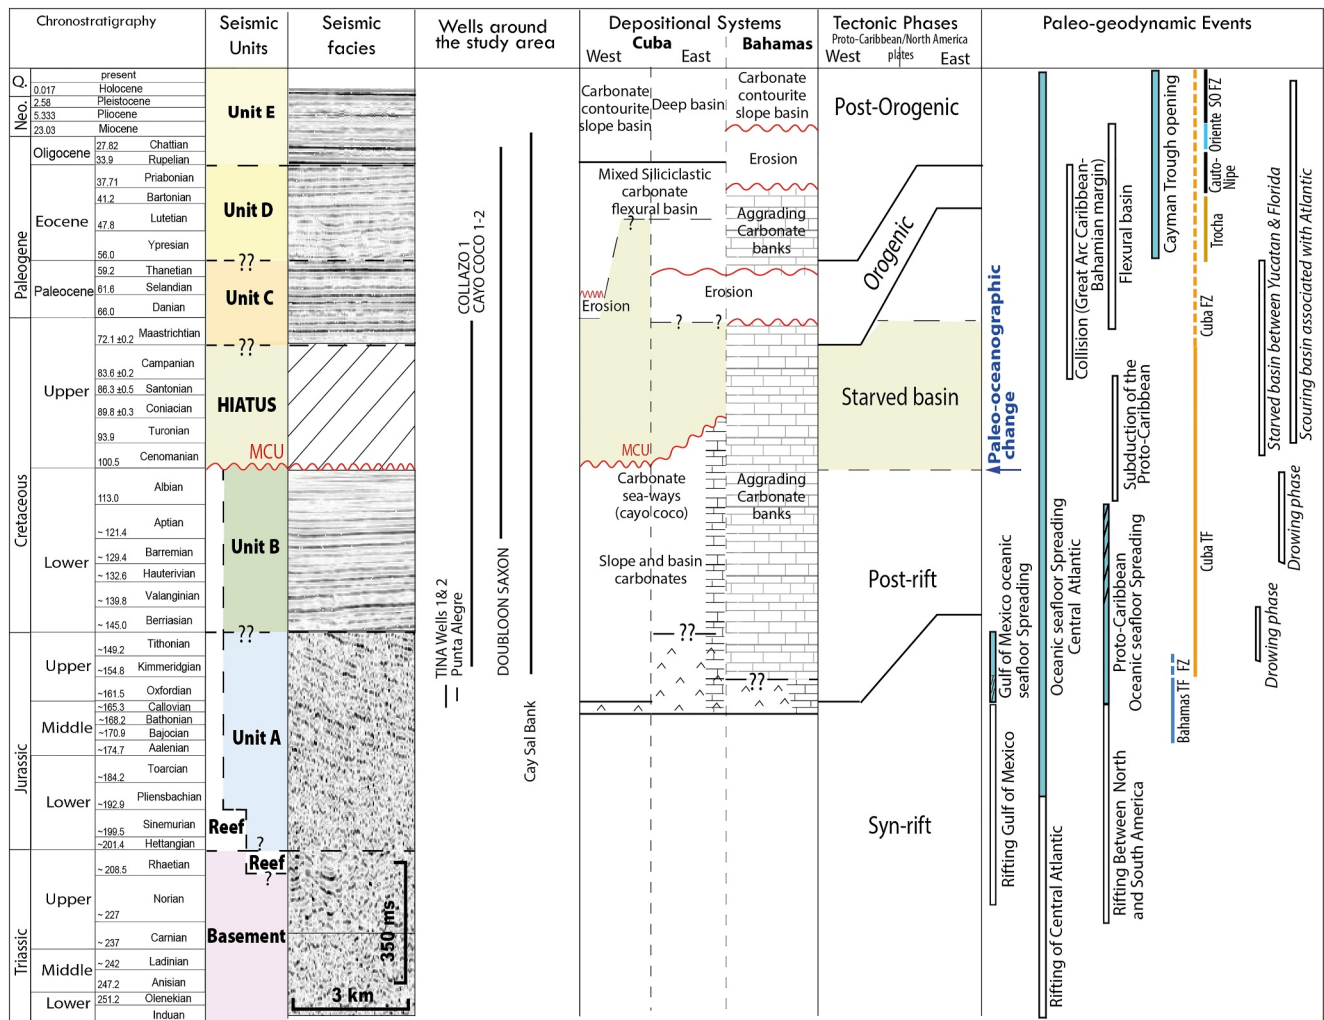 Chronostratigraphy
Seismic
Units
Seismic
facies
Wells around
the study area
Depositional Systems
Cuba
Bahamas
West
East
Tectonic Phases
Proto-Caribbean/North America
plates
West
East
Paleo-geodynamic Events
Q.
Neo.
Paleogene
Cretaceous
Jurassic
Triassic
Oligocene
Eocene
Paleocene
Upper
Lower
Upper
Middle
Lower
Upper
Middle
Lower
present
0.017 Holocene
2.58 Pleistocene
5.333 Pliocene
23.03 Miocene
27.82 Chattian
33.9 Rupelian
37.71 Priabonian
41.2 Bartonian
47.8 Lutetian
56.0 Ypresian
59.2 Thanetian
61.6 Selandian
66.0 Danian
72.1 ±0.2 Maastrichtian
83.6 ±0.2 Campanian
86.3 ±0.5 Santonian
89.8 ±0.3 Coniacian
93.9 Turonian
100.5 Cenomanian
113.0 Albian
~ 121.4 Aptian
~ 129.4 Barremian
~ 132.6 Hauterivian
~ 139.8 Valanginian
~ 145.0 Berriasian
~149.2 Tithonian
~154.8 Kimmeridgian
~161.5 Oxfordian
~165.3 Callovian
~168.2 Bathonian
~170.9 Bajocian
~174.7 Aalenian
~184.2 Toarcian
~192.9 Pliensbachian
~199.5 Sinemurian
~201.4 Hettangian
~ 208.5 Rhaetian
~ 227 Norian
~ 237 Carnian
~ 242 Ladinian
247.2 Anisian
251.2 Olenekian
Induan
Unit E
Unit D
??
Unit C
??
HIATUS
MCU
Unit B
??
Unit A
Reef
?
Reef
?
Basement
350 ms
3 km
COLLAZO 1
CAYO COCO 1-2
TINA Wells 1& 2
Punta Alegre
DOUBLOON SAXON
Cay Sal Bank
Carbonate
contourite
slope basin
Deep basin
Carbonate
contourite
slope basin
Erosion
Mixed Siliciclastic
carbonate
flexural basin
?
Aggrading
Carbonate
banks
Erosion
Erosion
?
?
MCU
Carbonate
sea-ways
(cayo coco)
Aggrading
Carbonate
banks
Slope and basin
carbonates
??
??
Post-Orogenic
Orogenic
Starved basin
Post-rift
Syn-rift
Paleo-oceanographic
change
Gulf of Mexico oceanic
seafloor Spreading
Rifting Gulf of Mexico
Oceanic seafloor Spreading
Central Atlantic
Rifting of Central Atlantic
Collision (Great Arc Caribbean-
Bahamian margin)
Flexural basin
Subduction of the
Proto-Caribbean
Proto-Caribbean
Oceanic seafloor Spreading
Rifting Between North
and South America
Cayman Trough opening
Bahamas TF
FZ
Cuba FZ
Cuba TF
SO FZ
Oriente
Cauto-
Nipe
Trocha
Starved basin between Yucatan & Florida
Scouring basin associated with Atlantic
Drowing phase
Drowing phase